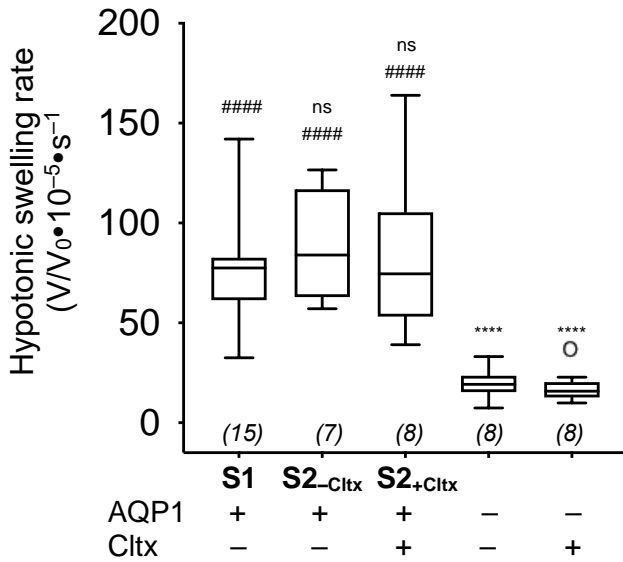 Hypotonic swelling rate
(V/V₀•10⁻⁵•s⁻¹
200
150
100
50
0
####
ns
####
ns
####
****
****
(15) (7) (8) (8) (8)
S1 S2–Cltx S2+Cltx
AQP1 + + + – –
Cltx – – + – +